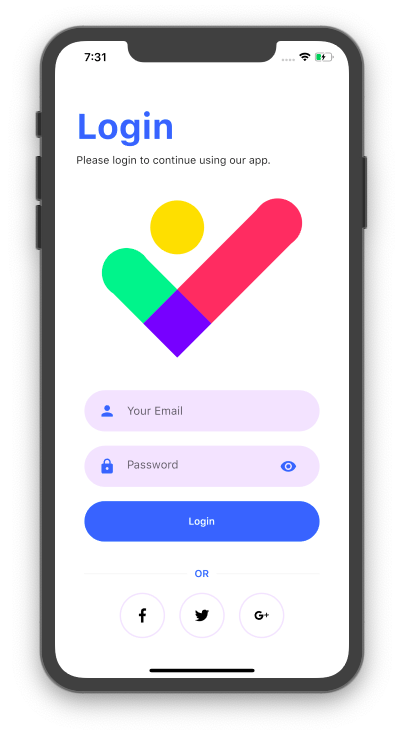 7:31
Login
Please login to continue using our app.
Your Email
Password
Login
OR
f
G+